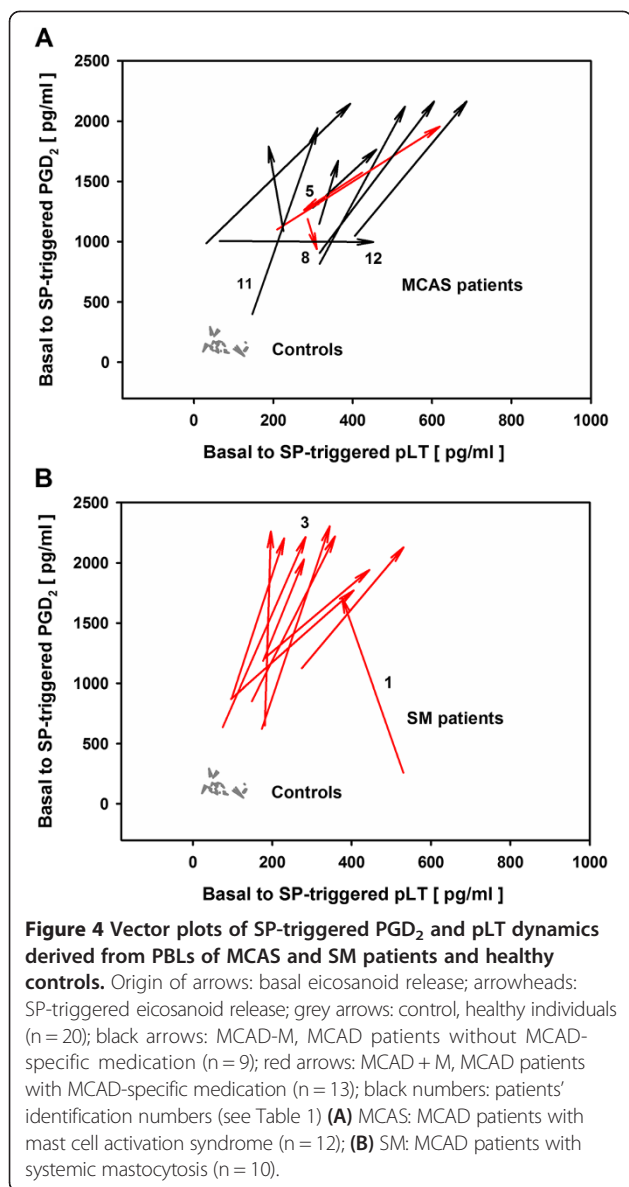 A
Basal to SP-triggered PGD₂ [ pg/ml ]
2500
2000
1500
1000
500
0
5
8
12
11
MCAS patients
Controls
0 200 400 600 800 1000
Basal to SP-triggered pLT [ pg/ml ]
B
Basal to SP-triggered PGD₂ [ pg/ml ]
2500
2000
1500
1000
500
0
3
1
SM patients
Controls
0 200 400 600 800 1000
Basal to SP-triggered pLT [ pg/ml ]
Figure 4 Vector plots of SP-triggered PGD₂ and pLT dynamics
derived from PBLs of MCAS and SM patients and healthy
controls. Origin of arrows: basal eicosanoid release; arrowheads:
SP-triggered eicosanoid release; grey arrows: control, healthy individuals
(n = 20); black arrows: MCAD-M, MCAD patients without MCAD-
specific medication (n = 9); red arrows: MCAD + M, MCAD patients
with MCAD-specific medication (n = 13); black numbers: patients’
identification numbers (see Table 1) (A) MCAS: MCAD patients with
mast cell activation syndrome (n = 12); (B) SM: MCAD patients with
systemic mastocytosis (n = 10).